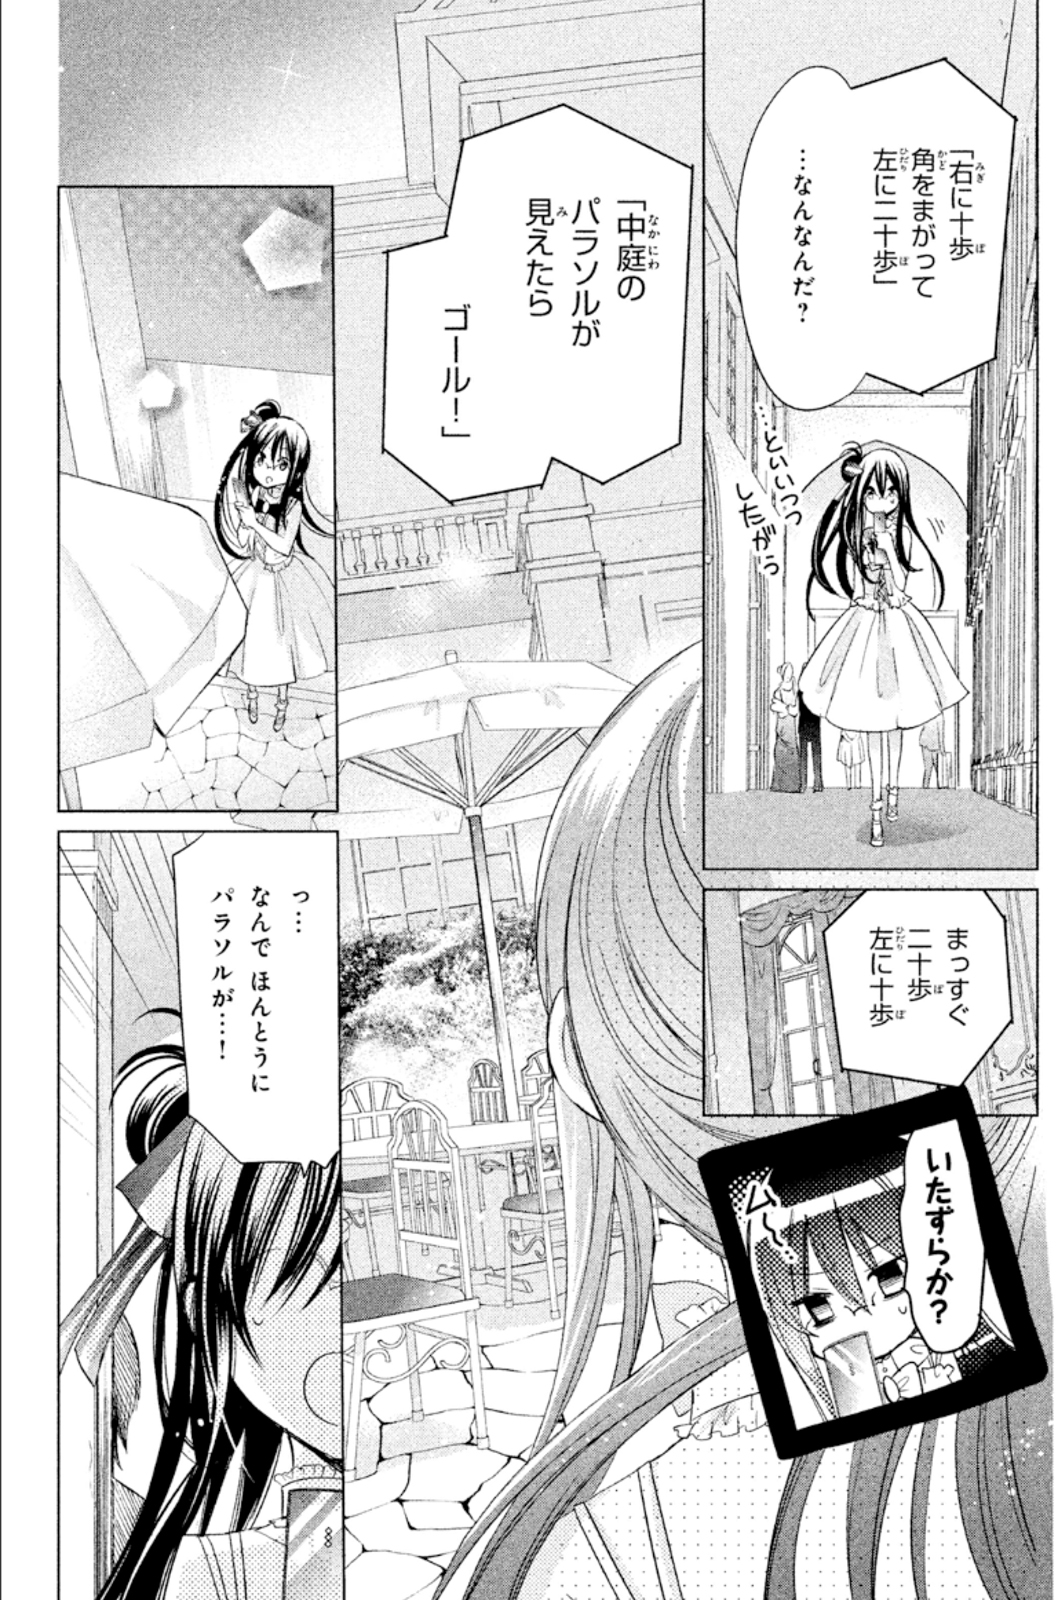 「右に十歩
角をまがって
左に二十歩」
…なんなんだ？
…といいつつ
したがう
まっすぐ
二十歩
左に十歩
いたずらか？
ム〜…
「中庭の
パラソルが
見えたら
ゴール！」
っ…
なんで ほんとうに
パラソルが…！